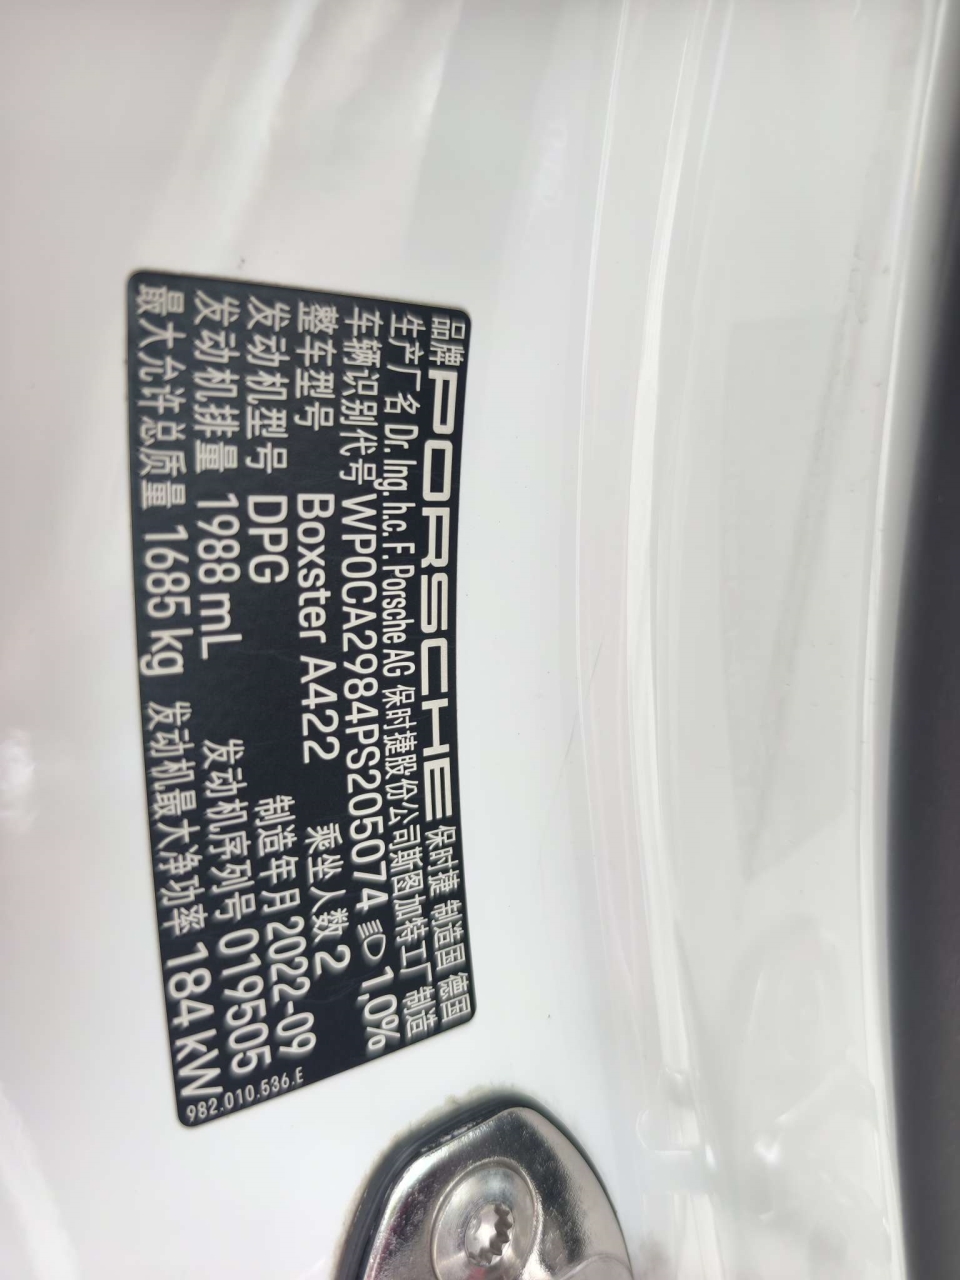 品牌 PORSCHE 保时捷 制造国 德国
生产厂名 Dr. Ing. h.c. F. Porsche AG 保时捷股份公司斯图加特工厂 制造
车辆识别代号 WP0CA2984PS205074 1,0%
整车型号 Boxster A422 乘坐人数 2
发动机型号 DPG 制造年月 2022-09
发动机排量 1988 mL 发动机序列号 019505
最大允许总质量 1685 kg 发动机最大净功率 184 kW
982.010.536.E